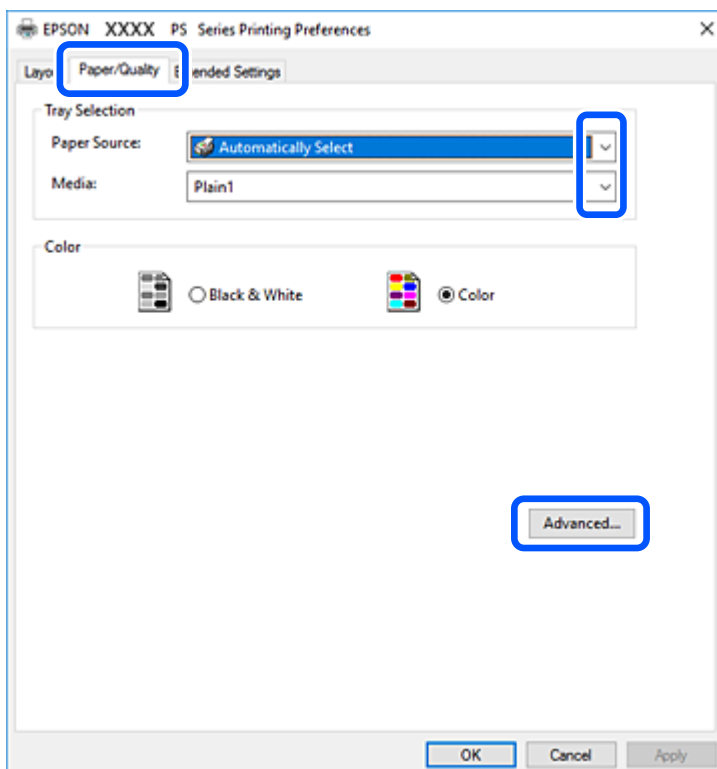 EPSON XXXX PS Series Printing Preferences
Paper/Quality
Tray Selection
Paper Source: Automatically Select
Media: Plain1
Color
Black & White Color
Advanced...
OK Cancel Apply